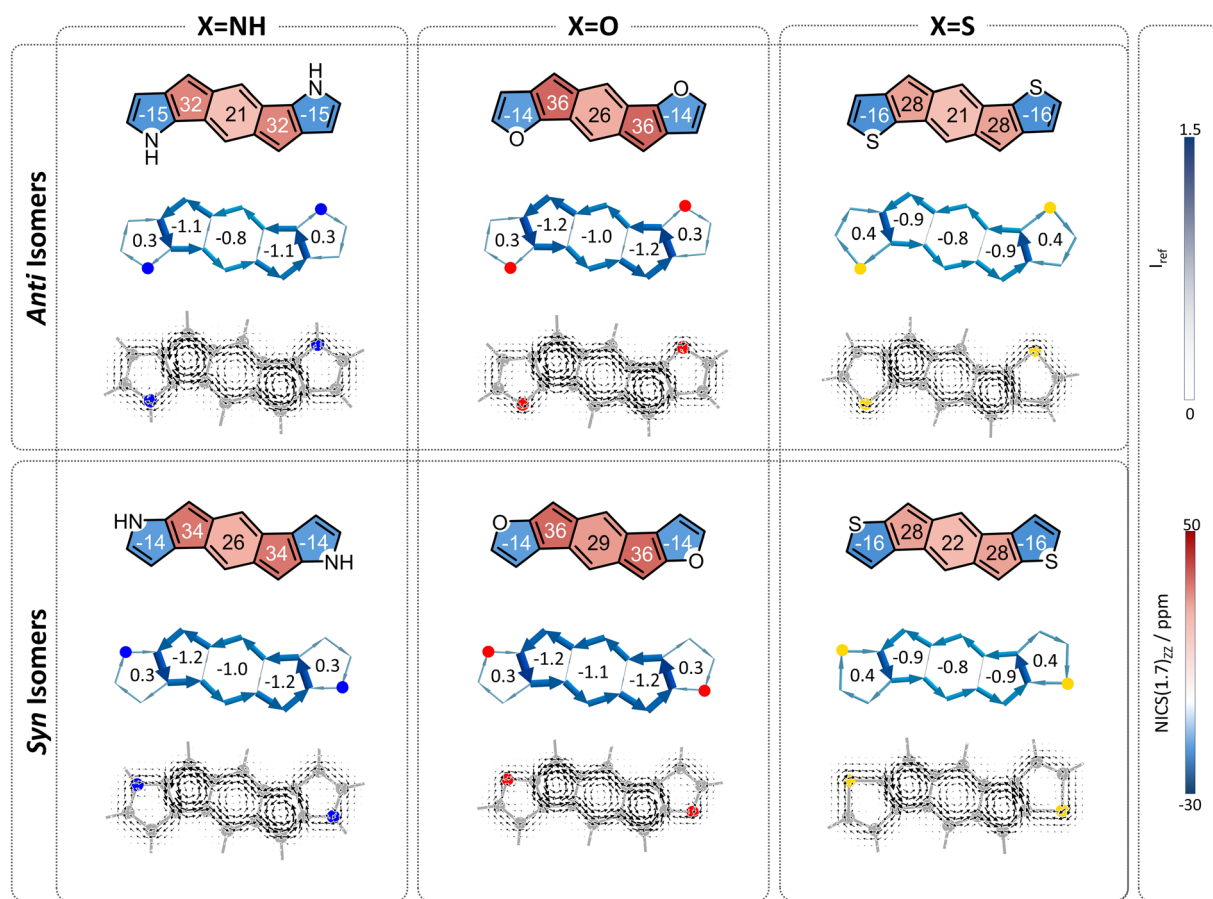 X=NH X=O X=S
Anti Isomers
H
N
-15 32 21 32 -15
N
H
O
-14 36 26 36 -14
O
S
-16 28 21 28 -16
S
0.3 -1.1 -0.8 -1.1 0.3
0.3 -1.2 -1.0 -1.2 0.3
0.4 -0.9 -0.8 -0.9 0.4
Syn Isomers
HN
-14 34 26 34 -14
NH
O
-14 36 29 36 -14
O
S
-16 28 22 28 -16
S
0.3 -1.2 -1.0 -1.2 0.3
0.3 -1.2 -1.1 -1.2 0.3
0.4 -0.9 -0.8 -0.9 0.4
1.5
Iref
0
50
NICS(1.7)ZZ / ppm
-30